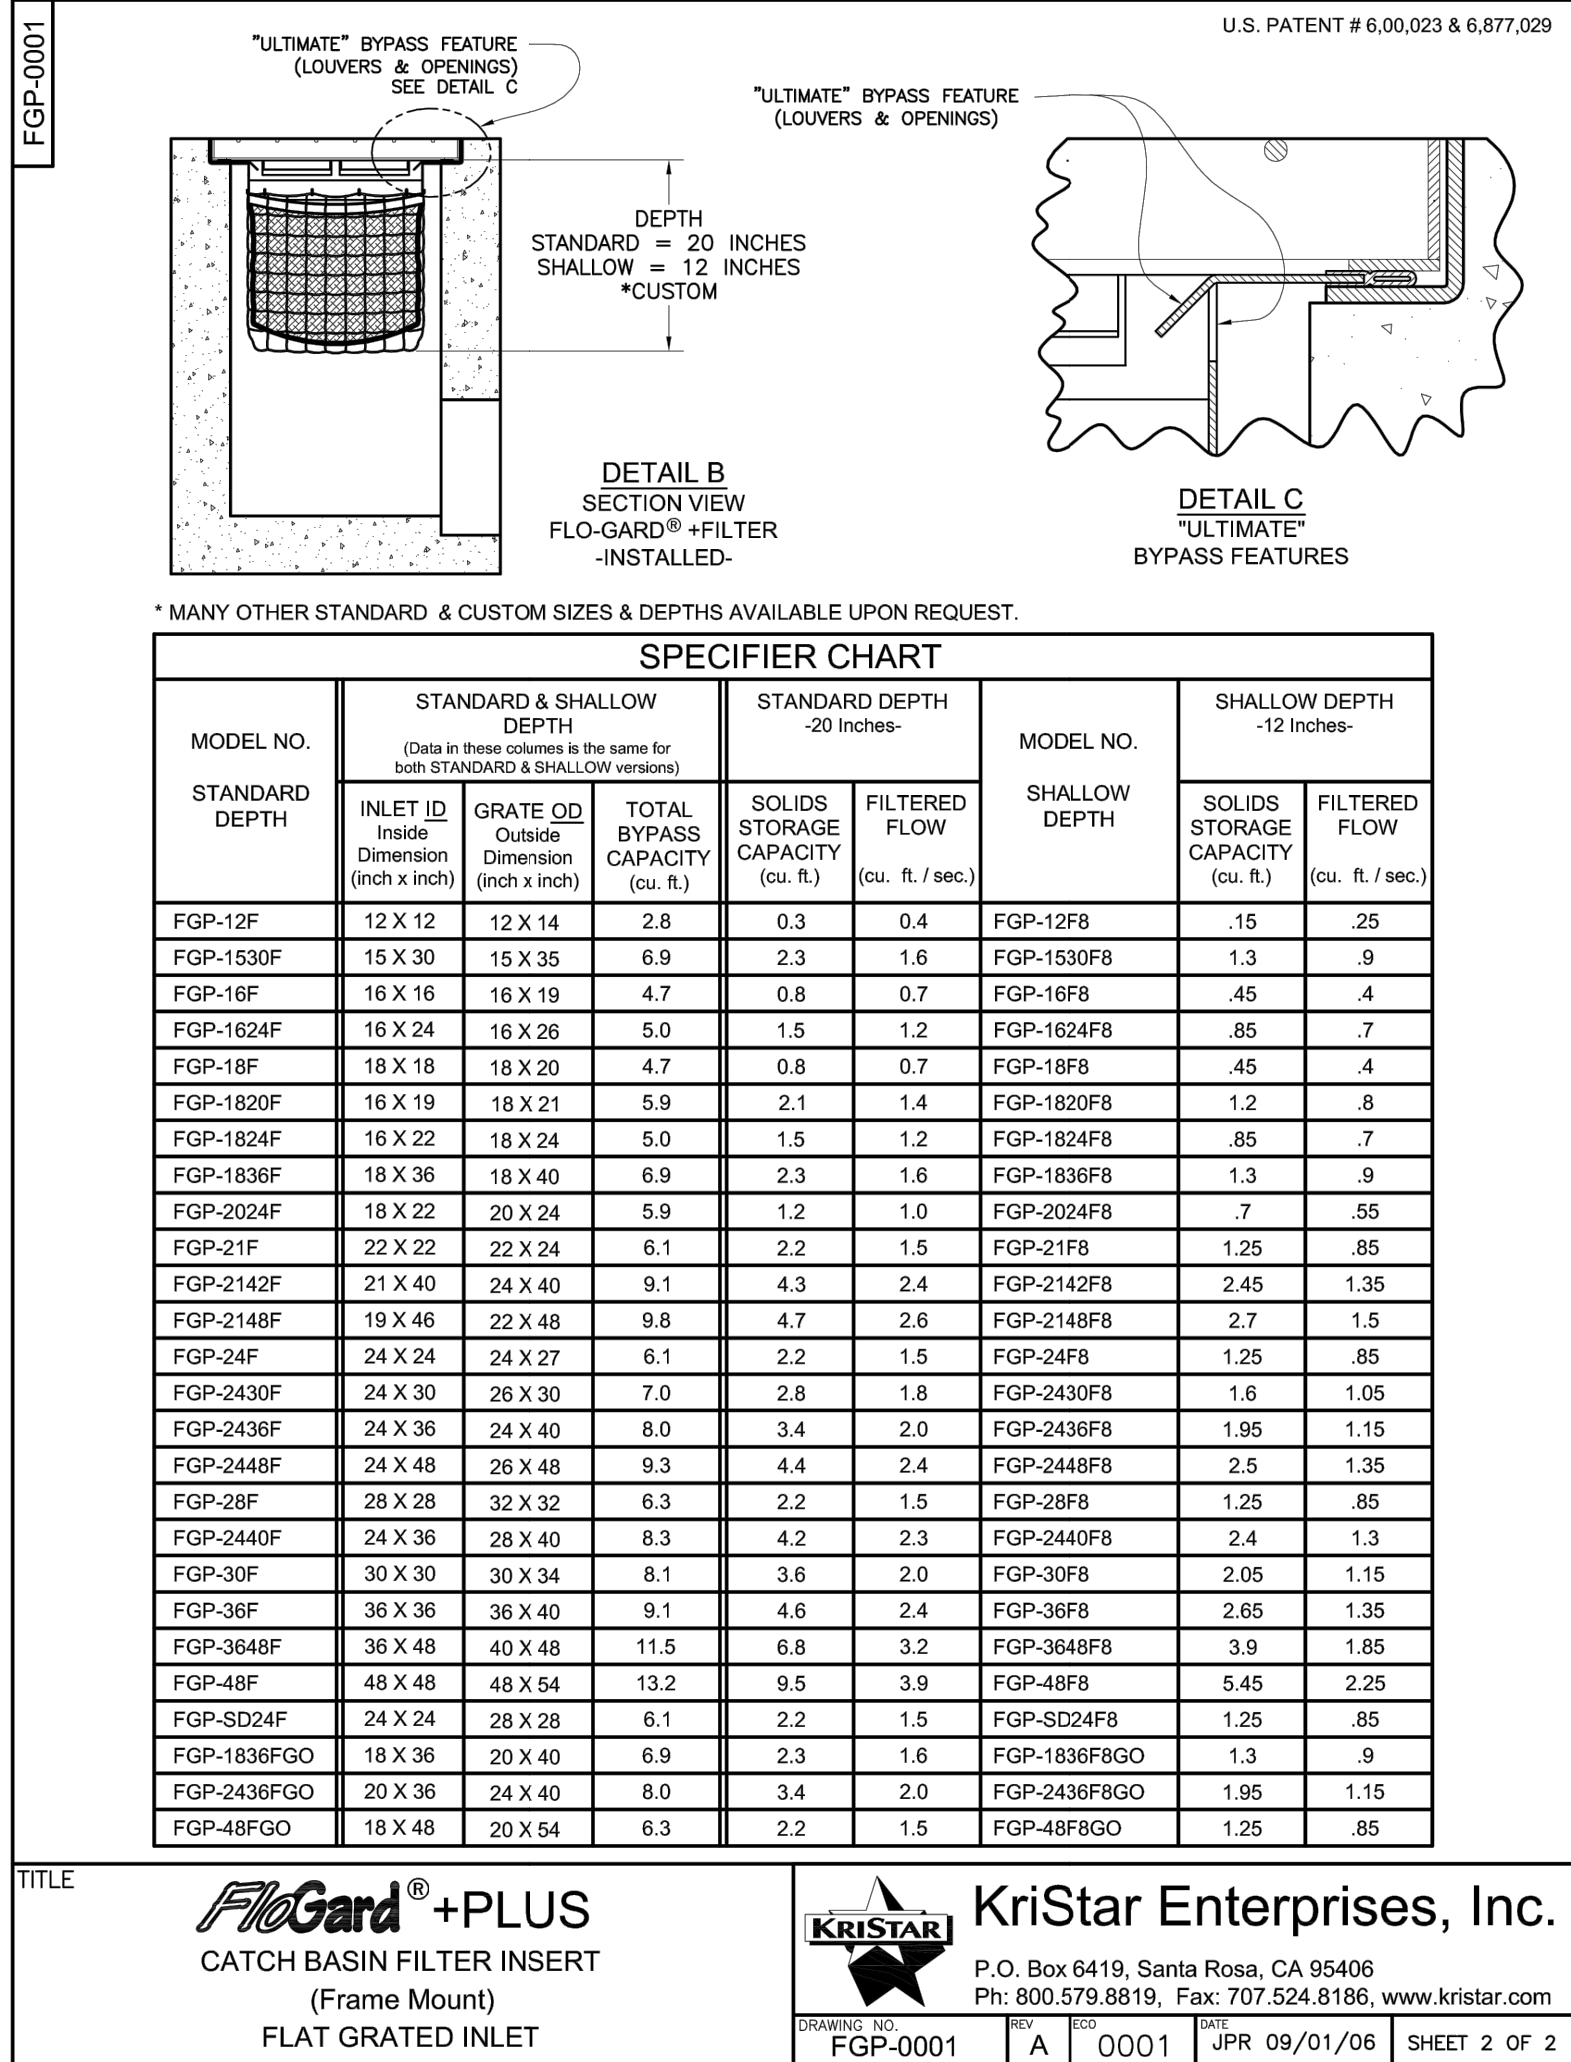 FGP-0001
U.S. PATENT # 6,00,023 & 6,877,029
"ULTIMATE" BYPASS FEATURE
(LOUVERS & OPENINGS)
SEE DETAIL C
"ULTIMATE" BYPASS FEATURE
(LOUVERS & OPENINGS)
DEPTH
STANDARD = 20 INCHES
SHALLOW = 12 INCHES
*CUSTOM
DETAIL B
SECTION VIEW
FLO-GARD® +FILTER
-INSTALLED-
DETAIL C
"ULTIMATE"
BYPASS FEATURES
* MANY OTHER STANDARD & CUSTOM SIZES & DEPTHS AVAILABLE UPON REQUEST.
SPECIFIER CHART
MODEL NO.
STANDARD
DEPTH
STANDARD & SHALLOW
DEPTH
(Data in these columes is the same for
both STANDARD & SHALLOW versions)
STANDARD DEPTH
-20 Inches-
MODEL NO.
SHALLOW
DEPTH
SHALLOW DEPTH
-12 Inches-
INLET ID
Inside
Dimension
(inch x inch)
GRATE OD
Outside
Dimension
(inch x inch)
TOTAL
BYPASS
CAPACITY
(cu. ft.)
SOLIDS
STORAGE
CAPACITY
(cu. ft.)
FILTERED
FLOW
(cu. ft. / sec.)
SOLIDS
STORAGE
CAPACITY
(cu. ft.)
FILTERED
FLOW
(cu. ft. / sec.)
FGP-12F 12 X 12 12 X 14 2.8 0.3 0.4 FGP-12F8 .15 .25
FGP-1530F 15 X 30 15 X 35 6.9 2.3 1.6 FGP-1530F8 1.3 .9
FGP-16F 16 X 16 16 X 19 4.7 0.8 0.7 FGP-16F8 .45 .4
FGP-1624F 16 X 24 16 X 26 5.0 1.5 1.2 FGP-1624F8 .85 .7
FGP-18F 18 X 18 18 X 20 4.7 0.8 0.7 FGP-18F8 .45 .4
FGP-1820F 16 X 19 18 X 21 5.9 2.1 1.4 FGP-1820F8 1.2 .8
FGP-1824F 16 X 22 18 X 24 5.0 1.5 1.2 FGP-1824F8 .85 .7
FGP-1836F 18 X 36 18 X 40 6.9 2.3 1.6 FGP-1836F8 1.3 .9
FGP-2024F 18 X 22 20 X 24 5.9 1.2 1.0 FGP-2024F8 .7 .55
FGP-21F 22 X 22 22 X 24 6.1 2.2 1.5 FGP-21F8 1.25 .85
FGP-2142F 21 X 40 24 X 40 9.1 4.3 2.4 FGP-2142F8 2.45 1.35
FGP-2148F 19 X 46 22 X 48 9.8 4.7 2.6 FGP-2148F8 2.7 1.5
FGP-24F 24 X 24 24 X 27 6.1 2.2 1.5 FGP-24F8 1.25 .85
FGP-2430F 24 X 30 26 X 30 7.0 2.8 1.8 FGP-2430F8 1.6 1.05
FGP-2436F 24 X 36 24 X 40 8.0 3.4 2.0 FGP-2436F8 1.95 1.15
FGP-2448F 24 X 48 26 X 48 9.3 4.4 2.4 FGP-2448F8 2.5 1.35
FGP-28F 28 X 28 32 X 32 6.3 2.2 1.5 FGP-28F8 1.25 .85
FGP-2440F 24 X 36 28 X 40 8.3 4.2 2.3 FGP-2440F8 2.4 1.3
FGP-30F 30 X 30 30 X 34 8.1 3.6 2.0 FGP-30F8 2.05 1.15
FGP-36F 36 X 36 36 X 40 9.1 4.6 2.4 FGP-36F8 2.65 1.35
FGP-3648F 36 X 48 40 X 48 11.5 6.8 3.2 FGP-3648F8 3.9 1.85
FGP-48F 48 X 48 48 X 54 13.2 9.5 3.9 FGP-48F8 5.45 2.25
FGP-SD24F 24 X 24 28 X 28 6.1 2.2 1.5 FGP-SD24F8 1.25 .85
FGP-1836FGO 18 X 36 20 X 40 6.9 2.3 1.6 FGP-1836F8GO 1.3 .9
FGP-2436FGO 20 X 36 24 X 40 8.0 3.4 2.0 FGP-2436F8GO 1.95 1.15
FGP-48FGO 18 X 48 20 X 54 6.3 2.2 1.5 FGP-48F8GO 1.25 .85
TITLE
FloGard® +PLUS
CATCH BASIN FILTER INSERT
(Frame Mount)
FLAT GRATED INLET
KRISTAR
KriStar Enterprises, Inc.
P.O. Box 6419, Santa Rosa, CA 95406
Ph: 800.579.8819, Fax: 707.524.8186, www.kristar.com
DRAWING NO.
FGP-0001
REV
A
ECO
0001
DATE
JPR 09/01/06
SHEET 2 OF 2